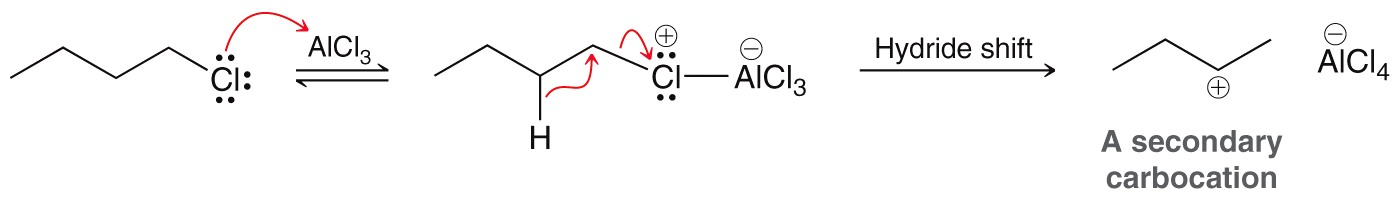 Cl
AlCl₃
⊕
Cl
⊖
AlCl₃
H
Hydride shift
⊕
⊖
AlCl₄
A secondary
carbocation